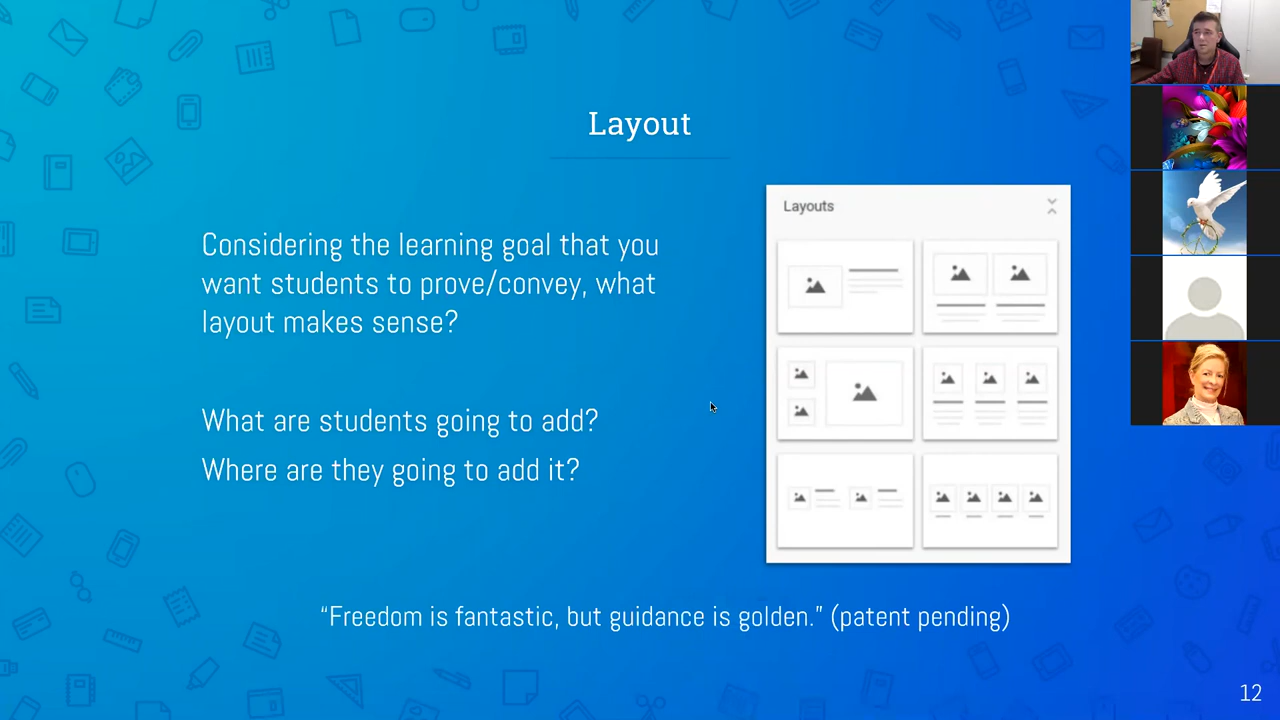 Layout
Considering the learning goal that you
want students to prove/convey, what
layout makes sense?
What are students going to add?
Where are they going to add it?
Layouts
“Freedom is fantastic, but guidance is golden.” (patent pending)
12